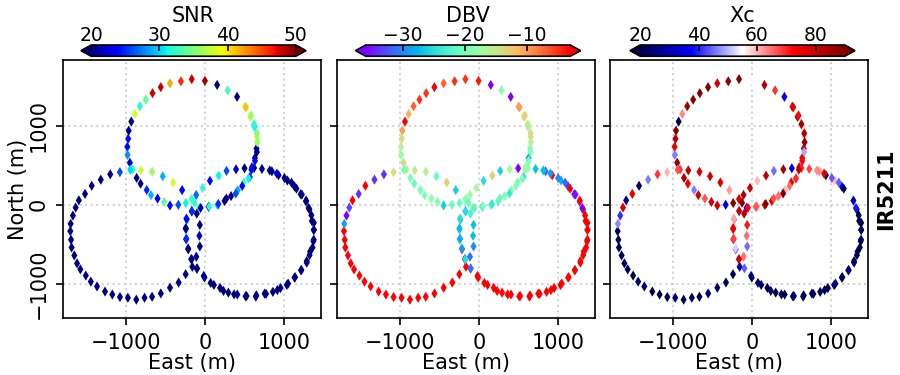 SNR
20 30 40 50
DBV
−30 −20 −10
Xc
20 40 60 80
North (m)
1000
0
−1000
−1000 0 1000
East (m)
−1000 0 1000
East (m)
−1000 0 1000
East (m)
IR5211